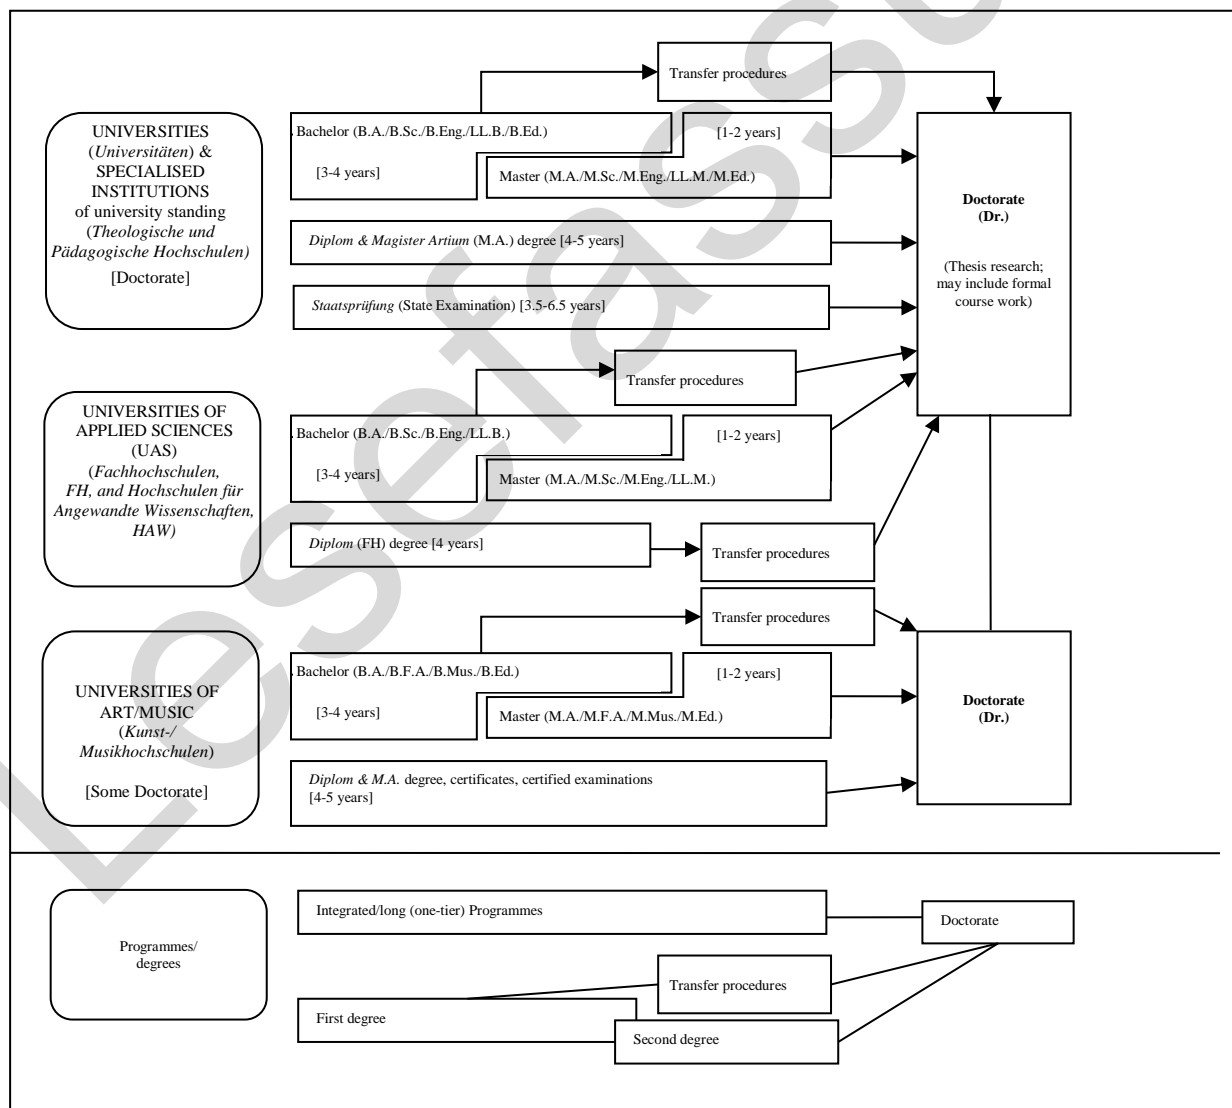 Transfer procedures
UNIVERSITIES
(Universitäten) &
SPECIALISED
INSTITUTIONS
of university standing
(Theologische und
Pädagogische Hochschulen)
[Doctorate]
Bachelor (B.A./B.Sc./B.Eng./LL.B./B.Ed.)
[3-4 years]
[1-2 years]
Master (M.A./M.Sc./M.Eng./LL.M./M.Ed.)
Diplom & Magister Artium (M.A.) degree [4-5 years]
Staatsprüfung (State Examination) [3.5-6.5 years]
Doctorate
(Dr.)
(Thesis research;
may include formal
course work)
Transfer procedures
UNIVERSITIES OF
APPLIED SCIENCES
(UAS)
(Fachhochschulen,
FH, and Hochschulen für
Angewandte Wissenschaften,
HAW)
Bachelor (B.A./B.Sc./B.Eng./LL.B.)
[3-4 years]
[1-2 years]
Master (M.A./M.Sc./M.Eng./LL.M.)
Diplom (FH) degree [4 years]
Transfer procedures
Transfer procedures
UNIVERSITIES OF
ART/MUSIC
(Kunst-/
Musikhochschulen)
[Some Doctorate]
Bachelor (B.A./B.F.A./B.Mus./B.Ed.)
[3-4 years]
[1-2 years]
Master (M.A./M.F.A./M.Mus./M.Ed.)
Diplom & M.A. degree, certificates, certified examinations
[4-5 years]
Doctorate
(Dr.)
Programmes/
degrees
Integrated/long (one-tier) Programmes
Doctorate
Transfer procedures
First degree
Second degree
Lesefassu